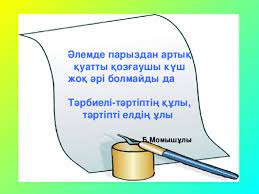 Әлемде парыздан артық
қуатты қозғаушы күш
жоқ әрі болмайды да
Тәрбиелі-тәртіптің құлы,
тәртіпті елдің ұлы
Б.Момышұлы